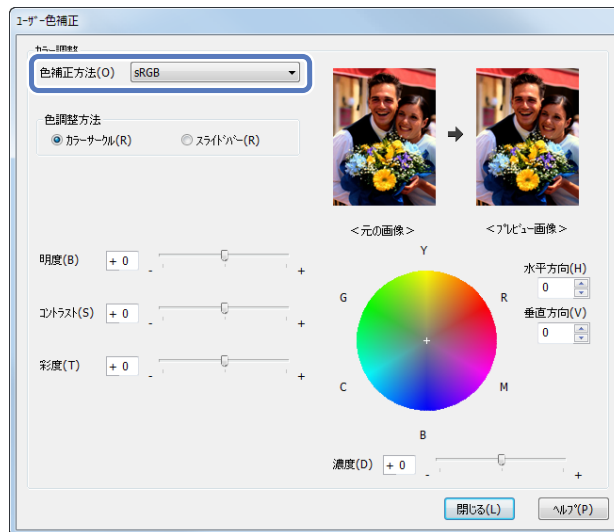 ユーザー色補正
カラー調整
色補正方法(O) sRGB
色調整方法
カラーサークル(R) スライドバー(R)
<元の画像> <プレビュー画像>
明度(B) + 0 - +
コントラスト(S) + 0 - +
彩度(T) + 0 - +
Y
G R
C M
B
水平方向(H)
0
垂直方向(V)
0
濃度(D) + 0 - +
閉じる(L) ヘルプ(P)